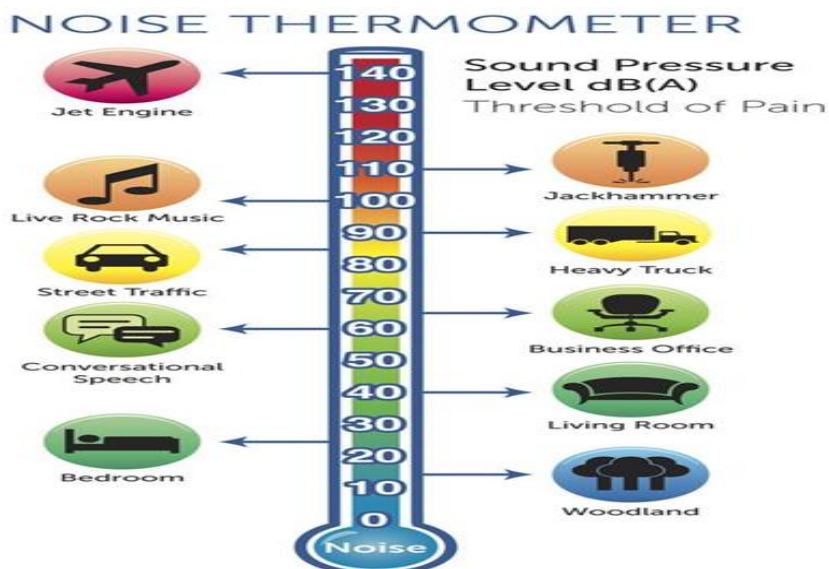 NOISE THERMOMETER
Sound Pressure
Level dB(A)
Threshold of Pain
Jet Engine
Live Rock Music
Street Traffic
Conversational
Speech
Bedroom
140
130
120
110
100
90
80
70
60
50
40
30
20
10
0
Noise
Jackhammer
Heavy Truck
Business Office
Living Room
Woodland